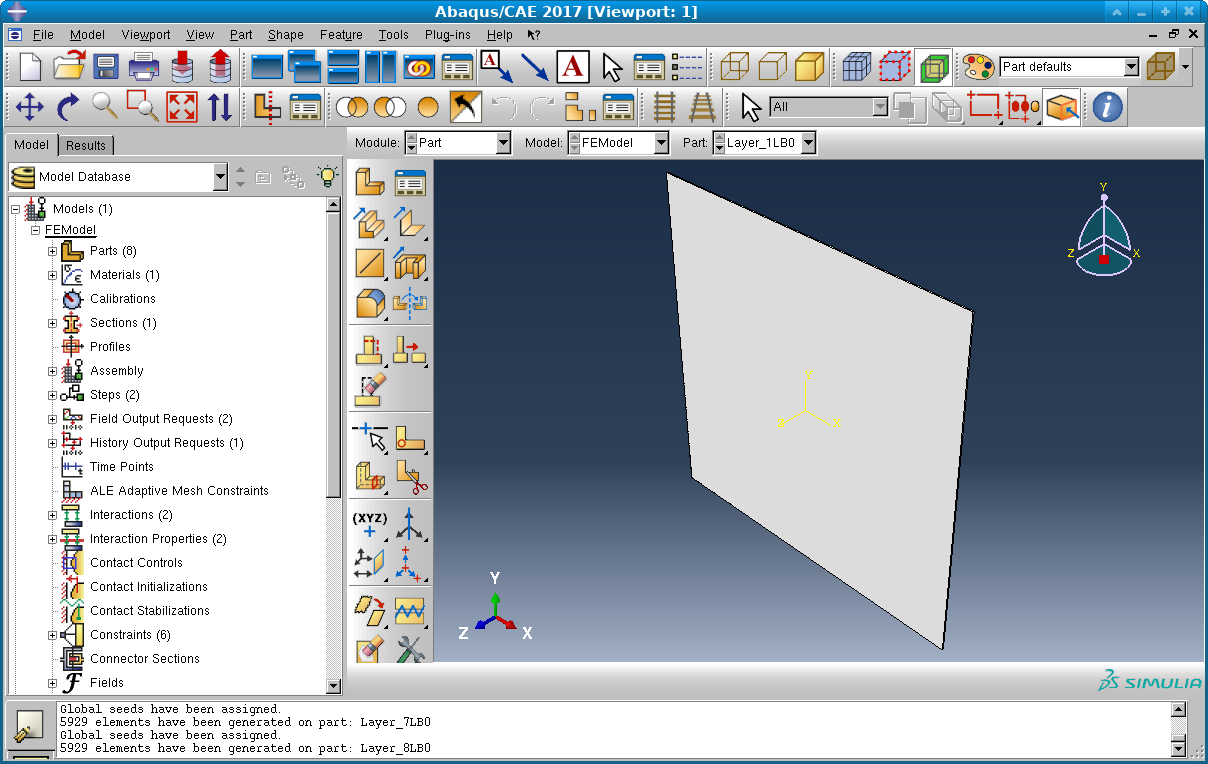 Abaqus/CAE 2017 [Viewport: 1]
File Model Viewport View Part Shape Feature Tools Plug-ins Help ?
A A Part defaults
All i
Model Results Module: Part Model: FEModel Part: Layer_1LB0
Model Database
Models (1)
FEModel
Parts (8)
Materials (1)
Calibrations
Sections (1)
Profiles
Assembly
Steps (2)
Field Output Requests (2)
History Output Requests (1)
Time Points
ALE Adaptive Mesh Constraints
Interactions (2)
Interaction Properties (2)
Contact Controls
Contact Initializations
Contact Stabilizations
Constraints (6)
Connector Sections
Fields
(XYZ)
Y
Z X
Y
Z X
SIMULIA
Global seeds have been assigned.
5929 elements have been generated on part: Layer_7LB0
Global seeds have been assigned.
5929 elements have been generated on part: Layer_8LB0